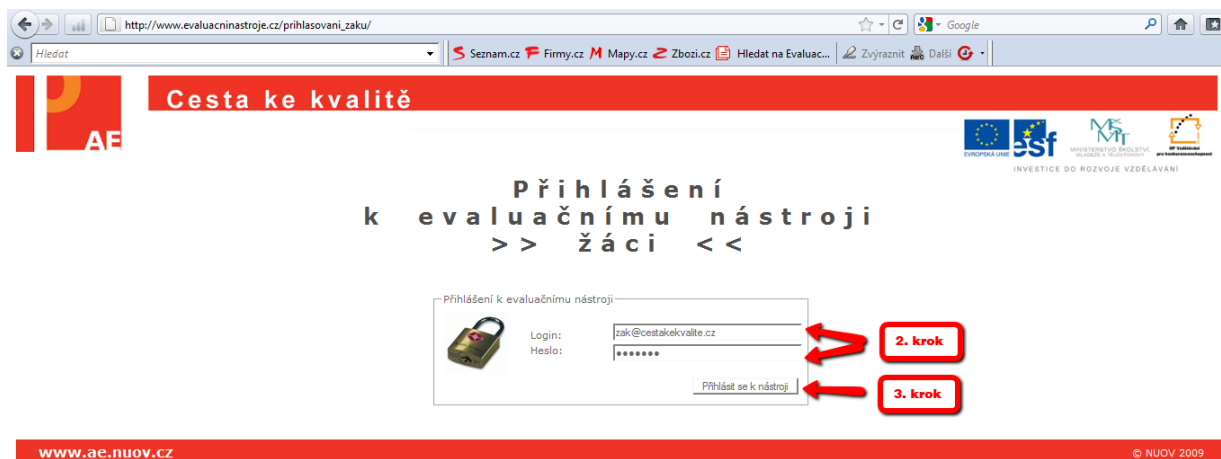 http://www.evaluacninastroje.cz/prihlasovani_zaku/ Google
Hledat Seznam.cz Firmy.cz Mapy.cz Zbozi.cz Hledat na Evaluac... Zvýraznit Další
Cesta ke kvalitě
AE
EVROPSKÁ UNIE esf MINISTERSTVO ŠKOLSTVÍ, MLÁDEŽE A TĚLOVÝCHOVY OP Vzdělávání pro konkurenceschopnost
INVESTICE DO ROZVOJE VZDĚLÁVÁNÍ
Přihlášení
k evaluačnímu nástroji
>> žáci <<
Přihlášení k evaluačnímu nástroji
Login: zak@cestakekvalite.cz
Heslo: •••••••
2. krok
Přihlásit se k nástroji
3. krok
www.ae.nuov.cz © NUOV 2009